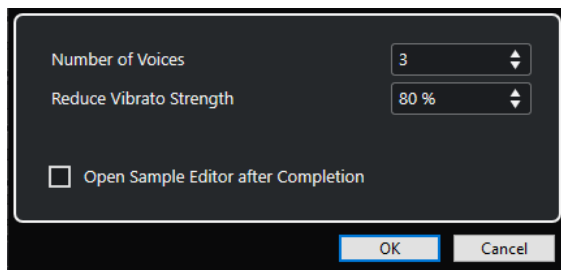 Number of Voices 3
Reduce Vibrato Strength 80 %
Open Sample Editor after Completion
OK Cancel